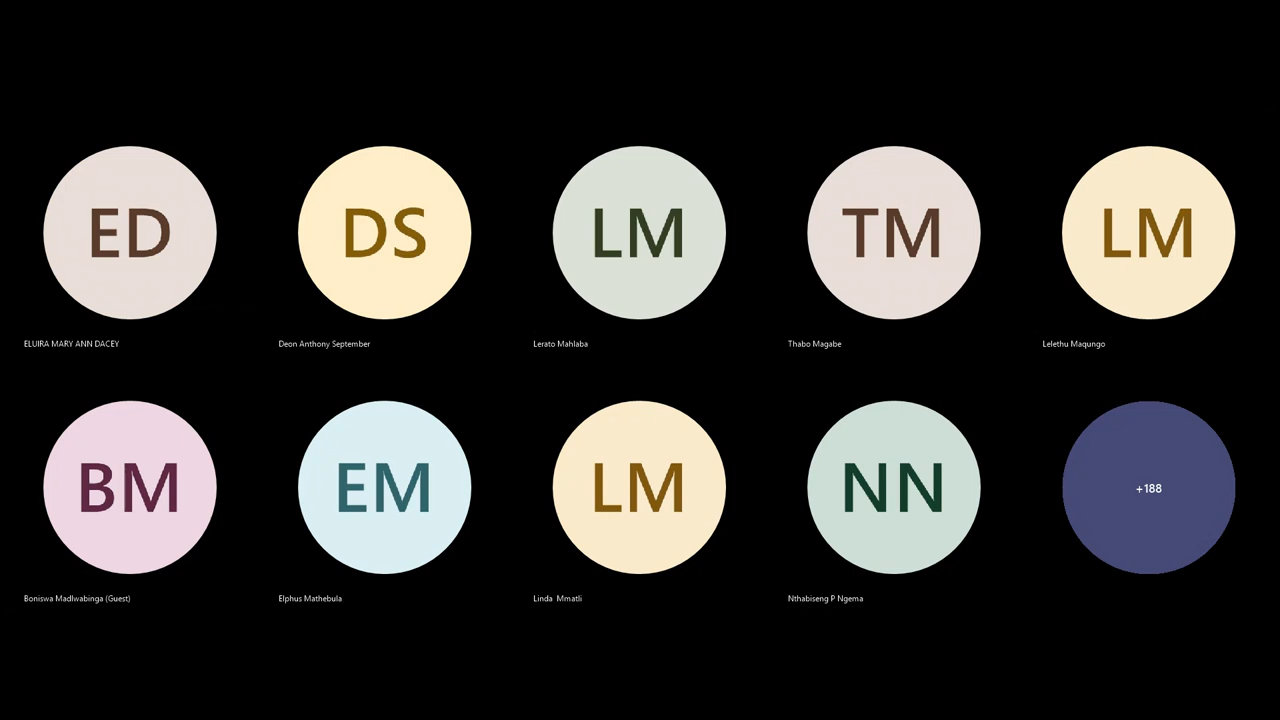 ED
DS
LM
TM
LM
ELUIRA MARY ANN DACEY
Deon Anthony September
Lerato Mahlaba
Thabo Magabe
Lelethu Maqungo
BM
EM
LM
NN
+188
Boniswa Madlwabinga (Guest)
Elphus Mathebula
Linda  Mmatli
Nthabiseng P Ngema